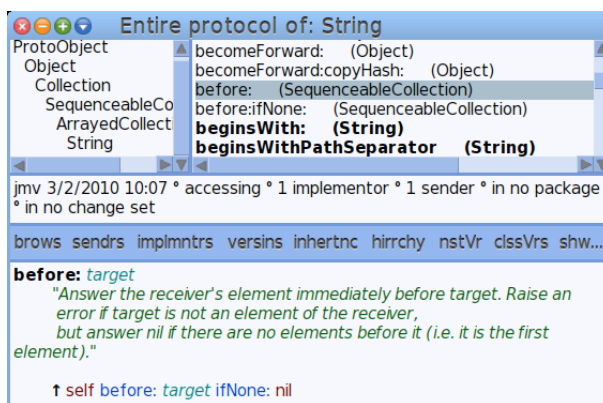 Entire protocol of: String
ProtoObject
Object
Collection
SequenceableCo
ArrayedCollecti
String
becomeForward: (Object)
becomeForward:copyHash: (Object)
before: (SequenceableCollection)
before:ifNone: (SequenceableCollection)
beginsWith: (String)
beginsWithPathSeparator (String)
jmv 3/2/2010 10:07 ° accessing ° 1 implementor ° 1 sender ° in no package
° in no change set
brows sendrs implmntrs versins inhertnc hirrchy nstVr clssVrs shw...
before: target
"Answer the receiver's element immediately before target. Raise an
error if target is not an element of the receiver,
but answer nil if there are no elements before it (i.e. it is the first
element)."
↑ self before: target ifNone: nil